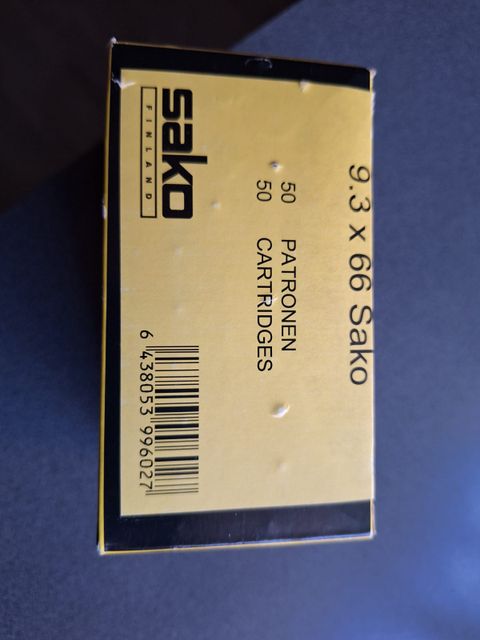 9.3 x 66 Sako
50 PATRONEN
50 CARTRIDGES
sako
FINLAND
6 438053 996027